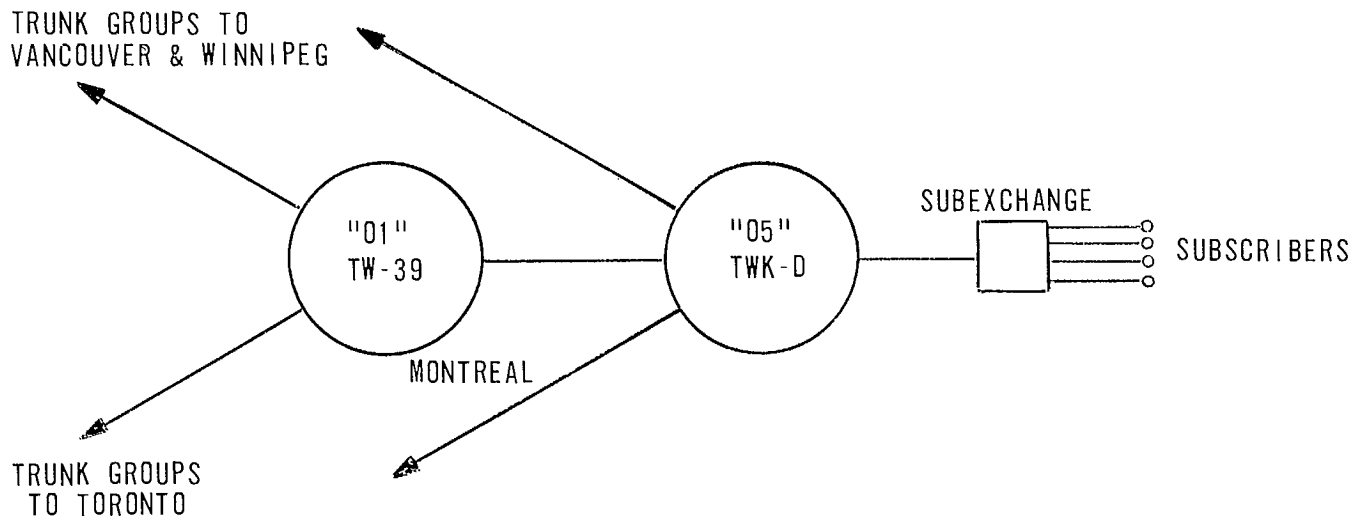 TRUNK GROUPS TO
VANCOUVER & WINNIPEG
"01"
TW-39
"05"
TWK-D
SUBEXCHANGE
SUBSCRIBERS
MONTREAL
TRUNK GROUPS
TO TORONTO